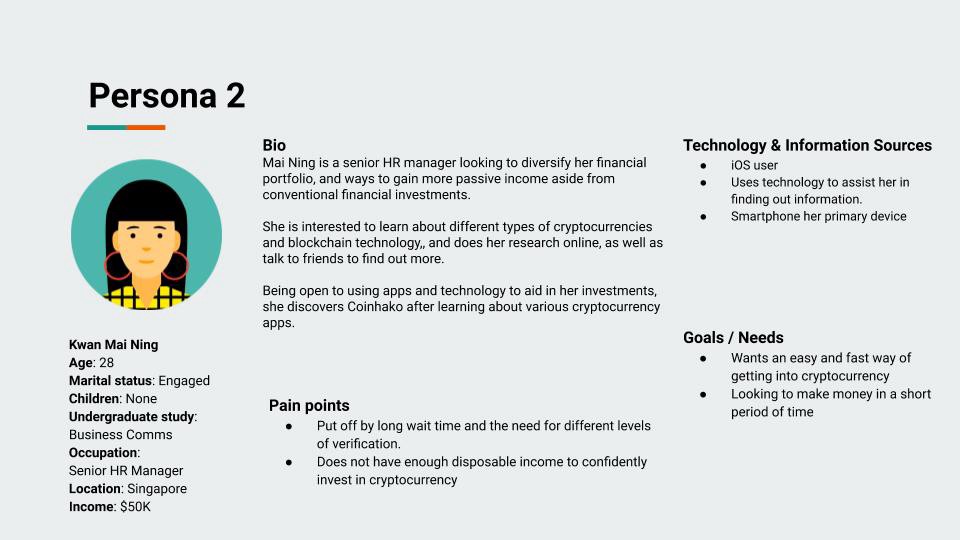 Persona 2
Kwan Mai Ning
Age: 28
Marital status: Engaged
Children: None
Undergraduate study:
Business Comms
Occupation:
Senior HR Manager
Location: Singapore
Income: $50K
Bio
Mai Ning is a senior HR manager looking to diversify her financial
portfolio, and ways to gain more passive income aside from
conventional financial investments.
She is interested to learn about different types of cryptocurrencies
and blockchain technology,, and does her research online, as well as
talk to friends to find out more.
Being open to using apps and technology to aid in her investments,
she discovers Coinhako after learning about various cryptocurrency
apps.
Pain points
● Put off by long wait time and the need for different levels
of verification.
● Does not have enough disposable income to confidently
invest in cryptocurrency
Technology & Information Sources
● iOS user
● Uses technology to assist her in
finding out information.
● Smartphone her primary device
Goals / Needs
● Wants an easy and fast way of
getting into cryptocurrency
● Looking to make money in a short
period of time